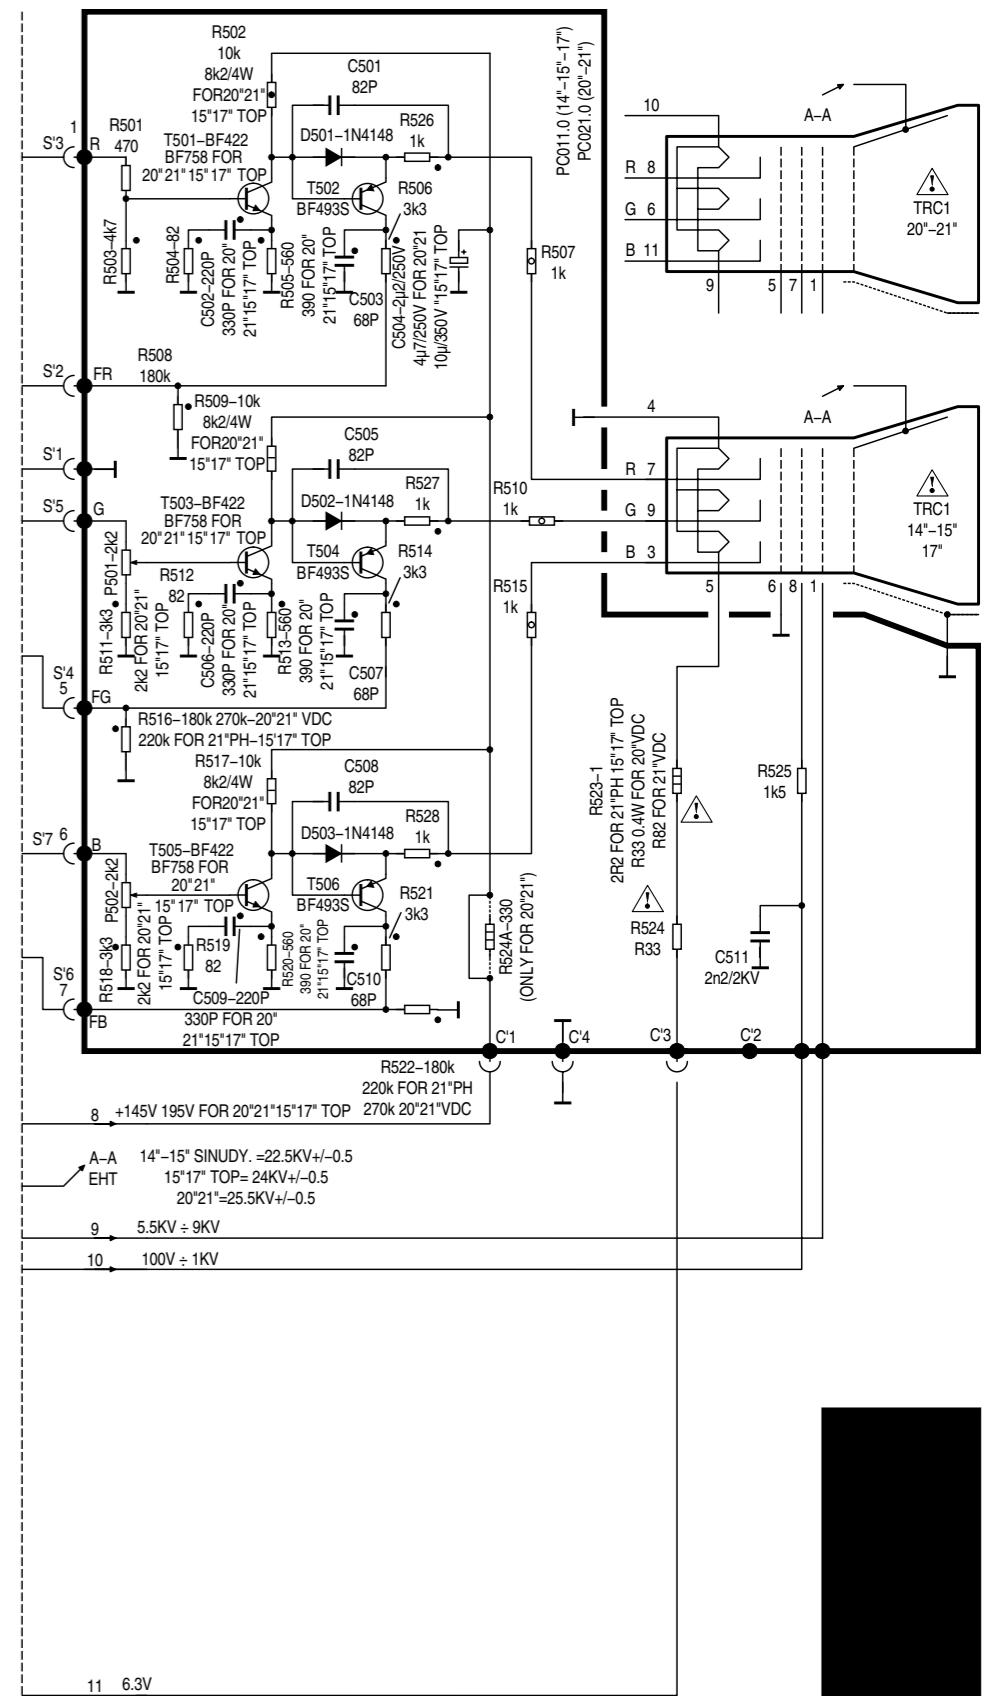 R502
10k
8k2/4W
FOR20"21"
15"17" TOP
C501
82P
PC011.0 (14"–15"–17")
PC021.0 (20"–21")
10
A–A
S'3
1
R
R501
470
T501–BF422
BF758 FOR
20"21"15"17" TOP
D501–1N4148
R526
1k
R 8
G 6
B 11
TRC1
20"–21"
T502
BF493S
R506
3k3
R503–4k7
R504–82
C502–220P
330P FOR 20"
21"15"17" TOP
R505–560
390 FOR 20"
21"15"17" TOP
C503
68P
C504–2µ2/250V
4µ7/250V FOR 20"21
10µ/350V "15"17" TOP
R507
1k
9
5
7
1
S'2
FR
R508
180k
R509–10k
8k2/4W
FOR20"21"
15"17" TOP
4
A–A
S'1
C505
82P
R 7
G 9
B 3
TRC1
14"–15"
17"
S'5
G
T503–BF422
BF758 FOR
20"21"15"17" TOP
D502–1N4148
R527
1k
R510
1k
T504
BF493S
R514
3k3
R515
1k
5
6
8
1
P501–2k2
R512
82
R511–3k3
2k2 FOR 20"21"
15"17" TOP
C506–220P
330P FOR 20"
21"15"17" TOP
R513–560
390 FOR 20"
21"15"17" TOP
C507
68P
S'4
5
FG
R516–180k 270k–20"21" VDC
220k FOR 21"PH–15'17" TOP
R517–10k
8k2/4W
FOR20"21"
15"17" TOP
C508
82P
R523–1
2R2 FOR 21"PH 15"17" TOP
R33 0.4W FOR 20"VDC
R82 FOR 21"VDC
R525
1k5
S'7
6
B
T505–BF422
BF758 FOR
20"21"
15"17" TOP
D503–1N4148
R528
1k
T506
BF493S
R521
3k3
P502–2k2
R518–3k3
2k2 FOR 20"21"
15"17" TOP
R519
82
C509–220P
330P FOR 20"
21"15"17" TOP
R520–560
390 FOR 20"
21"15"17" TOP
C510
68P
R524A–330
(ONLY FOR 20"21")
R524
R33
C511
2n2/2KV
S'6
7
FB
C'1
C'4
C'3
C'2
R522–180k
220k FOR 21"PH
270k 20"21"VDC
8 +145V 195V FOR 20"21"15"17" TOP
A–A
EHT
14"–15" SINUDY. =22.5KV+/–0.5
15"17" TOP= 24KV+/–0.5
20"21"=25.5KV+/–0.5
9 5.5KV ÷ 9KV
10 100V ÷ 1KV
11 6.3V